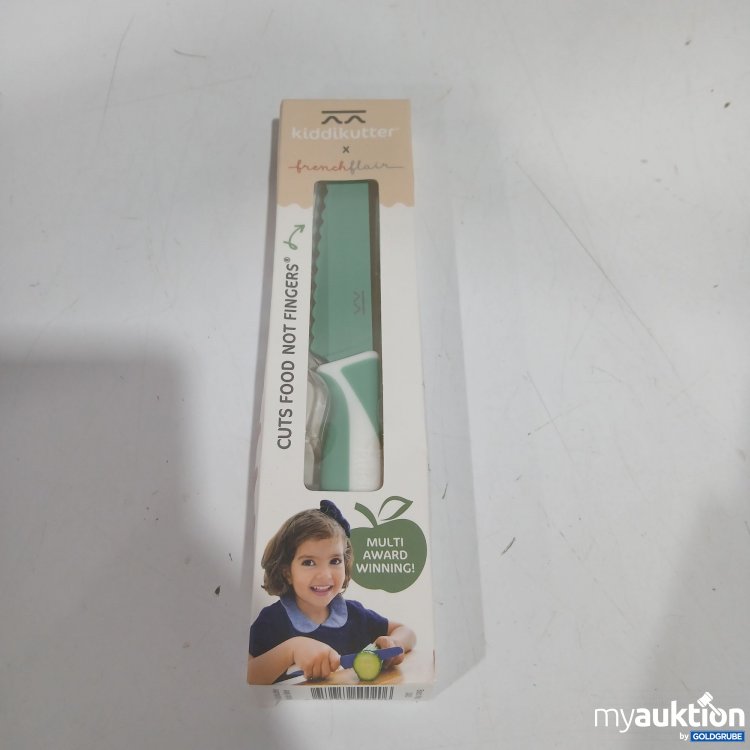 kiddikutter
x
frenchflair
CUTS FOOD NOT FINGERS®
MULTI
AWARD
WINNING!
myauktion
by GOLDGRUBE